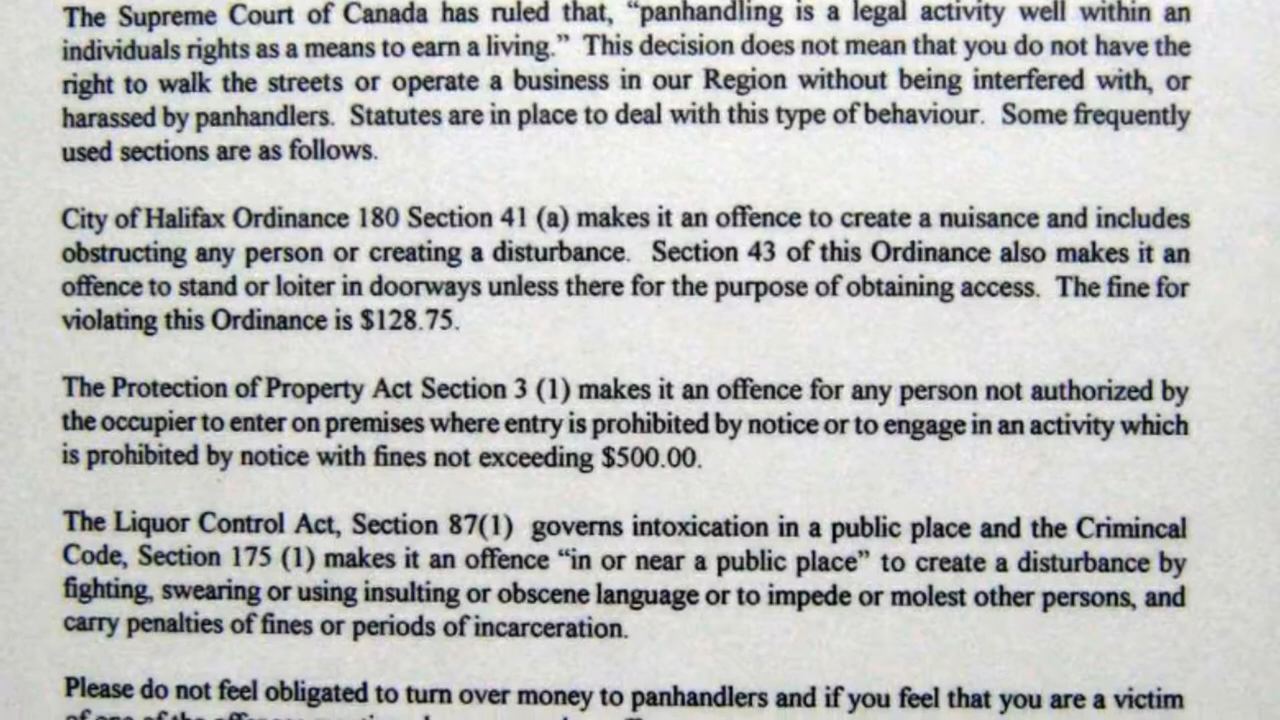 The Supreme Court of Canada has ruled that, “panhandling is a legal activity well within an
individuals rights as a means to earn a living.” This decision does not mean that you do not have the
right to walk the streets or operate a business in our Region without being interfered with, or
harassed by panhandlers. Statutes are in place to deal with this type of behaviour. Some frequently
used sections are as follows.
City of Halifax Ordinance 180 Section 41 (a) makes it an offence to create a nuisance and includes
obstructing any person or creating a disturbance. Section 43 of this Ordinance also makes it an
offence to stand or loiter in doorways unless there for the purpose of obtaining access. The fine for
violating this Ordinance is $128.75.
The Protection of Property Act Section 3 (1) makes it an offence for any person not authorized by
the occupier to enter on premises where entry is prohibited by notice or to engage in an activity which
is prohibited by notice with fines not exceeding $500.00.
The Liquor Control Act, Section 87(1) governs intoxication in a public place and the Crimincal
Code, Section 175 (1) makes it an offence “in or near a public place” to create a disturbance by
fighting, swearing or using insulting or obscene language or to impede or molest other persons, and
carry penalties of fines or periods of incarceration.
Please do not feel obligated to turn over money to panhandlers and if you feel that you are a victim
of one of the